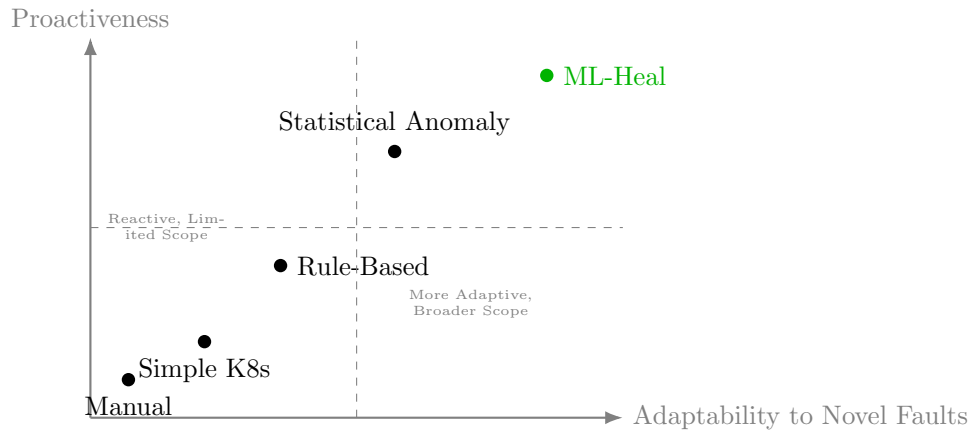 Proactiveness
ML-Heal
Statistical Anomaly
Reactive, Lim-
ited Scope
Rule-Based
More Adaptive,
Broader Scope
Simple K8s
Manual
Adaptability to Novel Faults